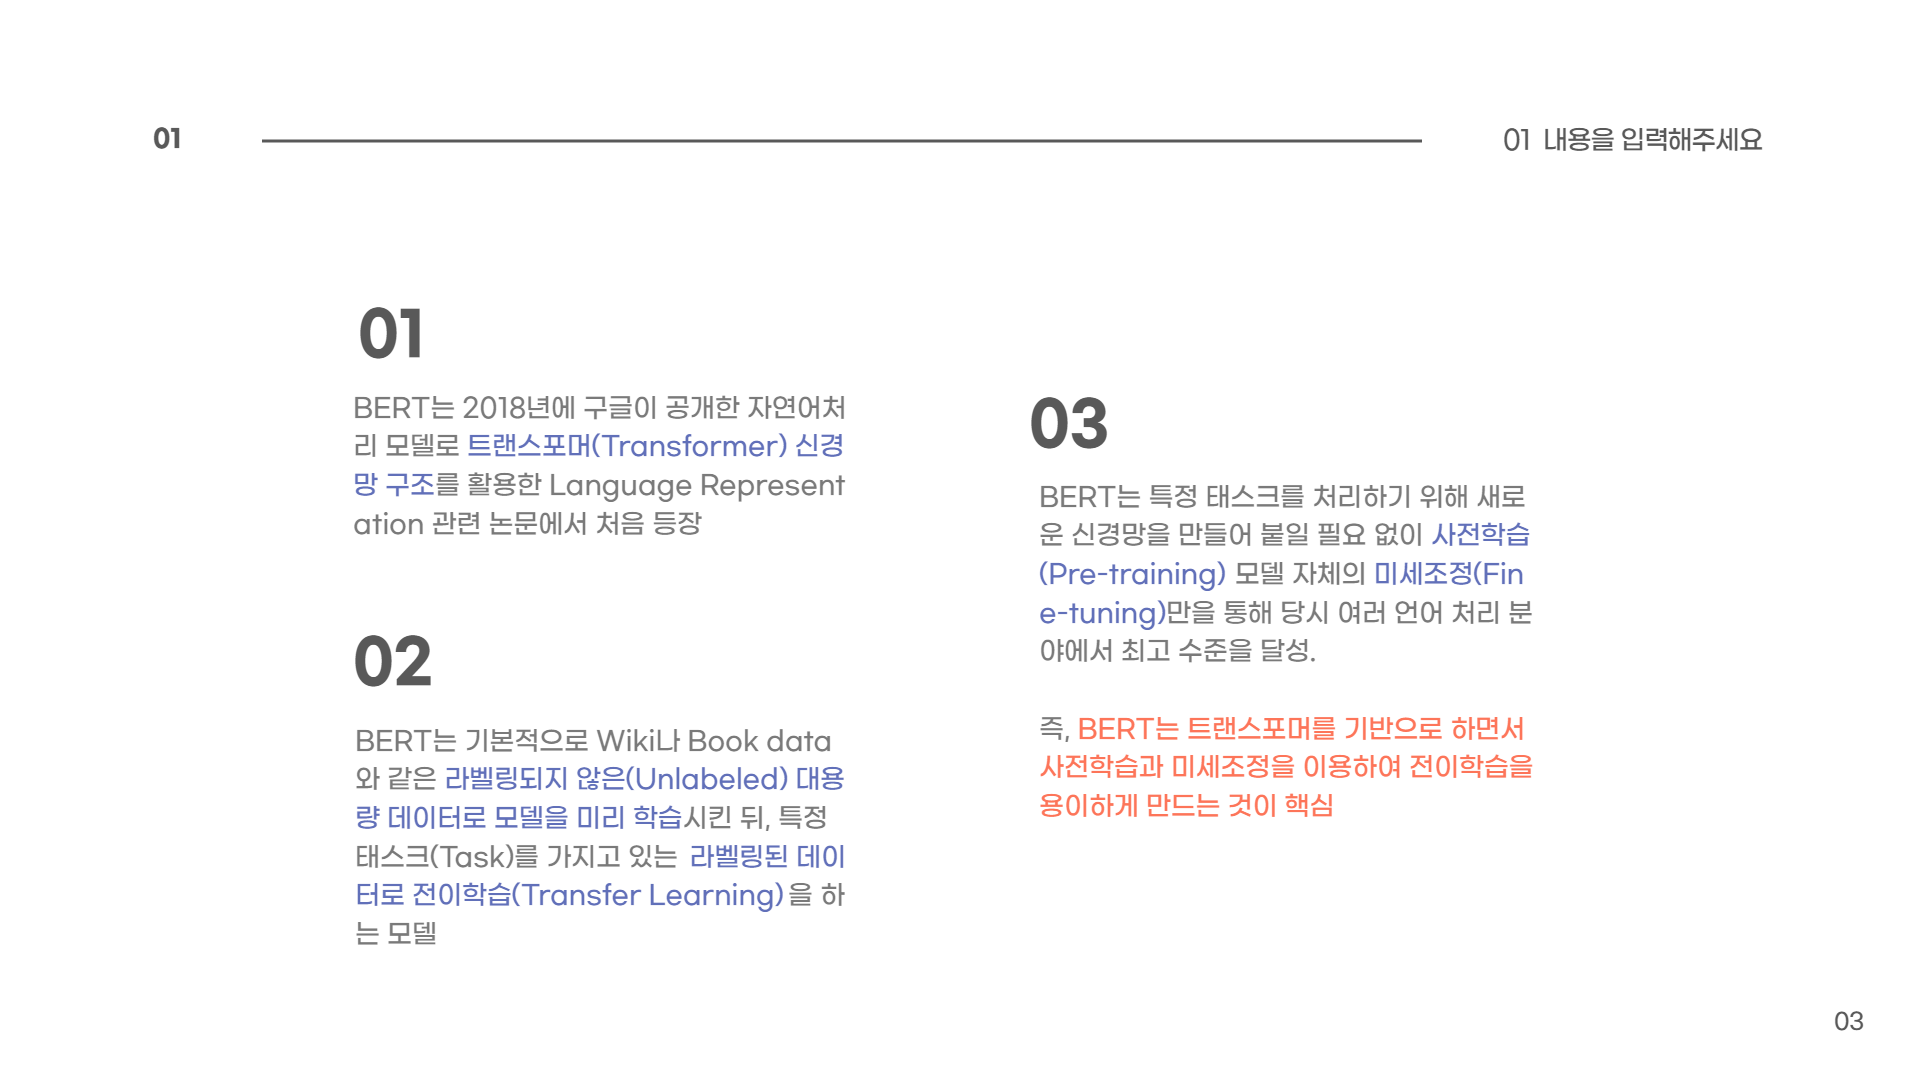 01
01 내용을 입력해주세요
01
BERT는 2018년에 구글이 공개한 자연어처
리 모델로 트랜스포머(Transformer) 신경
망 구조를 활용한 Language Represent
ation 관련 논문에서 처음 등장
02
BERT는 기본적으로 Wiki나 Book data
와 같은 라벨링되지 않은(Unlabeled) 대용
량 데이터로 모델을 미리 학습시킨 뒤, 특정
태스크(Task)를 가지고 있는 라벨링된 데이
터로 전이학습(Transfer Learning)을 하
는 모델
03
BERT는 특정 태스크를 처리하기 위해 새로
운 신경망을 만들어 붙일 필요 없이 사전학습
(Pre-training) 모델 자체의 미세조정(Fin
e-tuning)만을 통해 당시 여러 언어 처리 분
야에서 최고 수준을 달성.
즉, BERT는 트랜스포머를 기반으로 하면서
사전학습과 미세조정을 이용하여 전이학습을
용이하게 만드는 것이 핵심
03